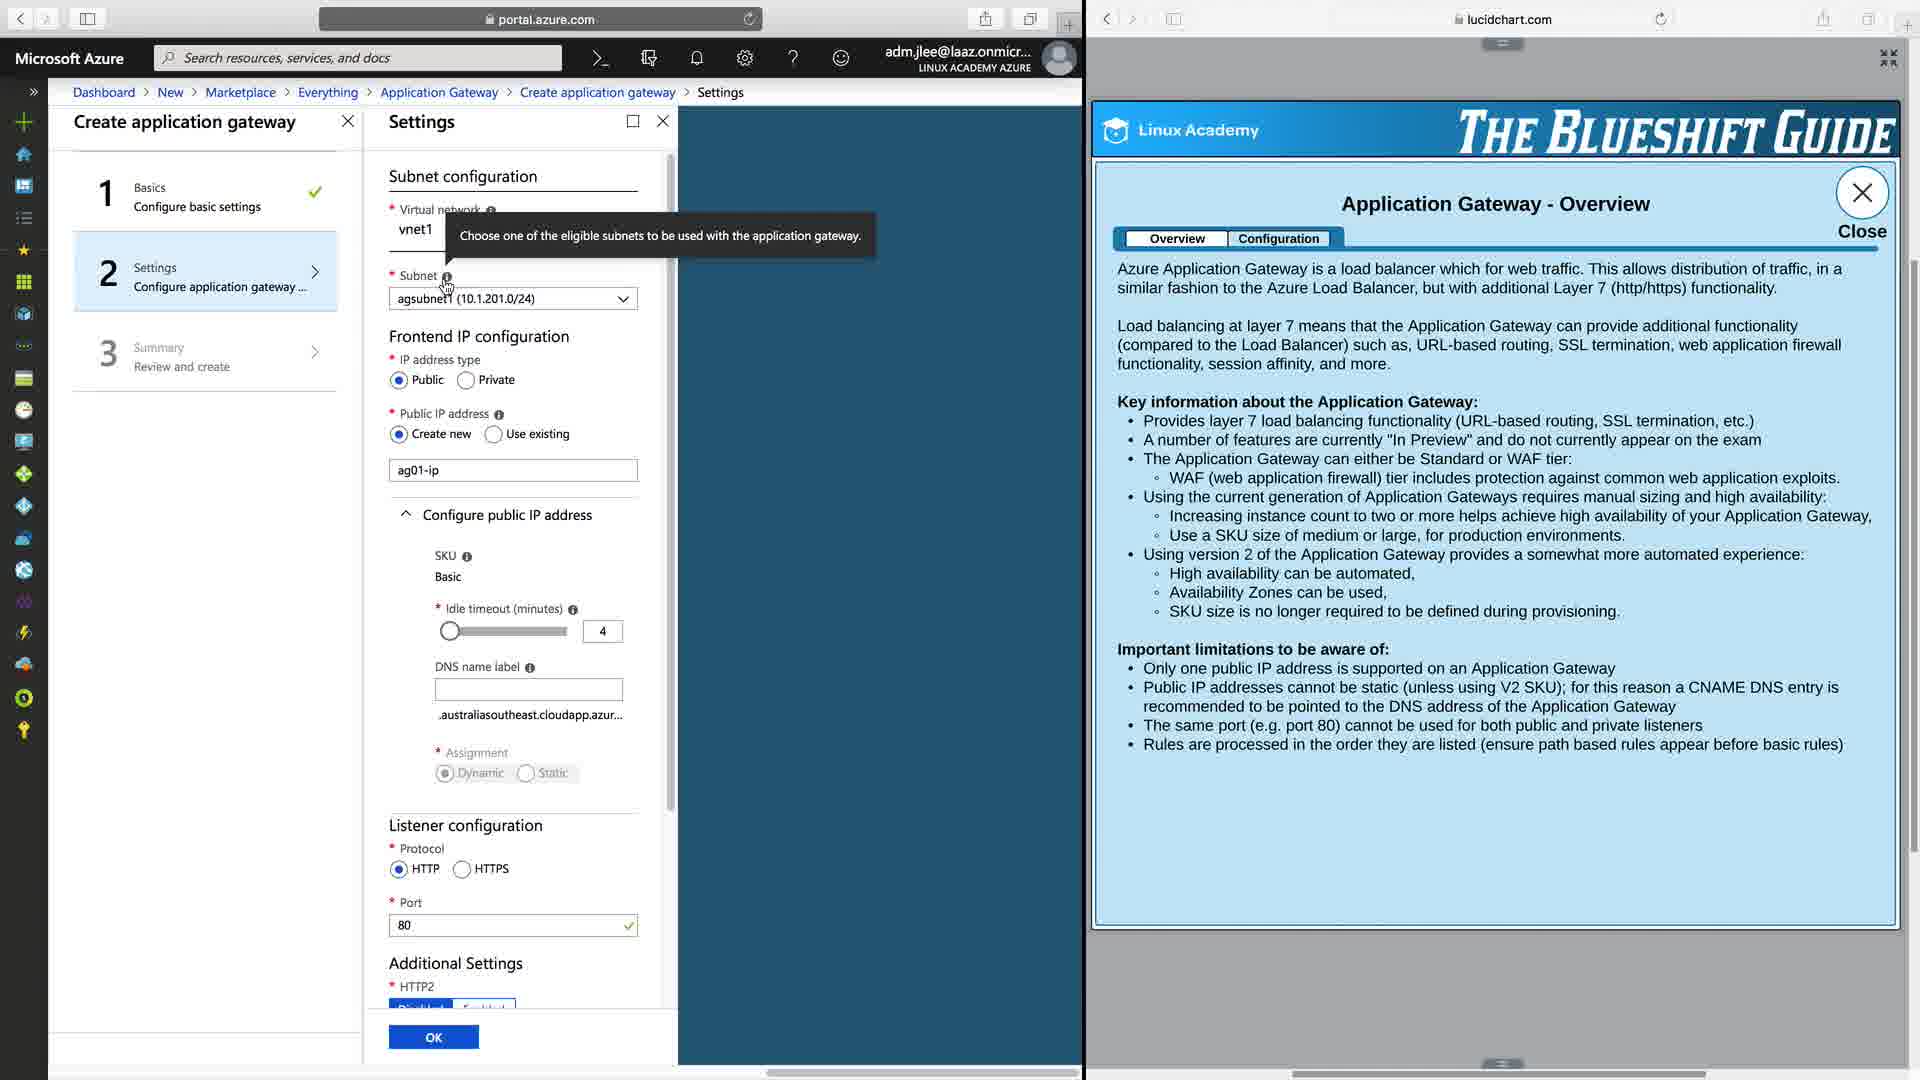 portal.azure.com
lucidchart.com
Microsoft Azure
Search resources, services, and docs
adm.jlee@laaz.onmicr...
LINUX ACADEMY AZURE
Dashboard > New > Marketplace > Everything > Application Gateway > Create application gateway > Settings
Create application gateway
1
Basics
Configure basic settings
2
Settings
Configure application gateway ...
3
Summary
Review and create
Settings
Subnet configuration
* Virtual network
vnet1
Choose one of the eligible subnets to be used with the application gateway.
* Subnet
agsubnet1 (10.1.201.0/24)
Frontend IP configuration
* IP address type
Public Private
* Public IP address
Create new Use existing
ag01-ip
Configure public IP address
SKU
Basic
* Idle timeout (minutes)
4
DNS name label
.australiasoutheast.cloudapp.azur...
* Assignment
Dynamic Static
Listener configuration
* Protocol
HTTP HTTPS
* Port
80
Additional Settings
* HTTP2
Disabled Enabled
OK
Linux Academy
THE BLUESHIFT GUIDE
Application Gateway - Overview
Close
Overview Configuration
Azure Application Gateway is a load balancer which for web traffic. This allows distribution of traffic, in a
similar fashion to the Azure Load Balancer, but with additional Layer 7 (http/https) functionality.
Load balancing at layer 7 means that the Application Gateway can provide additional functionality
(compared to the Load Balancer) such as, URL-based routing, SSL termination, web application firewall
functionality, session affinity, and more.
Key information about the Application Gateway:
• Provides layer 7 load balancing functionality (URL-based routing, SSL termination, etc.)
• A number of features are currently "In Preview" and do not currently appear on the exam
• The Application Gateway can either be Standard or WAF tier:
◦ WAF (web application firewall) tier includes protection against common web application exploits.
• Using the current generation of Application Gateways requires manual sizing and high availability:
◦ Increasing instance count to two or more helps achieve high availability of your Application Gateway,
◦ Use a SKU size of medium or large, for production environments.
• Using version 2 of the Application Gateway provides a somewhat more automated experience:
◦ High availability can be automated,
◦ Availability Zones can be used,
◦ SKU size is no longer required to be defined during provisioning.
Important limitations to be aware of:
• Only one public IP address is supported on an Application Gateway
• Public IP addresses cannot be static (unless using V2 SKU); for this reason a CNAME DNS entry is
recommended to be pointed to the DNS address of the Application Gateway
• The same port (e.g. port 80) cannot be used for both public and private listeners
• Rules are processed in the order they are listed (ensure path based rules appear before basic rules)